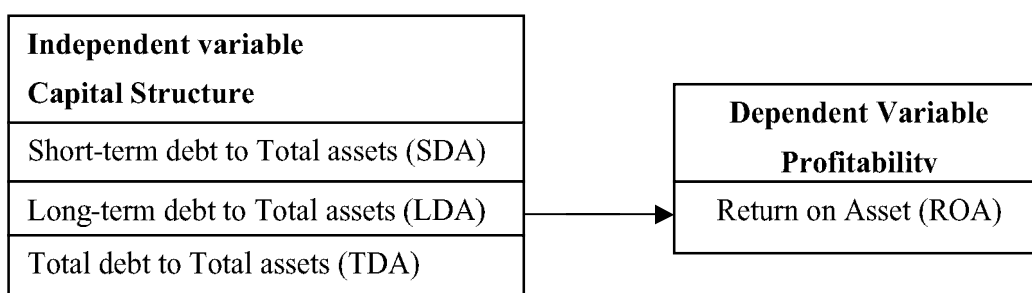 Independent variable
Capital Structure
Short-term debt to Total assets (SDA)
Long-term debt to Total assets (LDA)
Total debt to Total assets (TDA)
Dependent Variable
Profitability
Return on Asset (ROA)